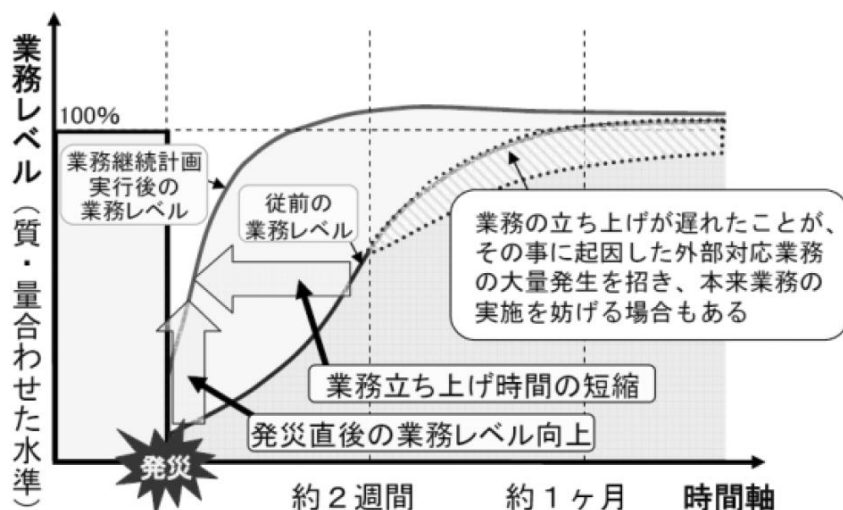 業務レベル（質・量合わせた水準）
100%
業務継続計画
実行後の
業務レベル
従前の
業務レベル
業務の立ち上げが遅れたことが、
その事に起因した外部対応業務
の大量発生を招き、本来業務の
実施を妨げる場合もある
業務立ち上げ時間の短縮
発災直後の業務レベル向上
発災
約２週間
約１ヶ月
時間軸